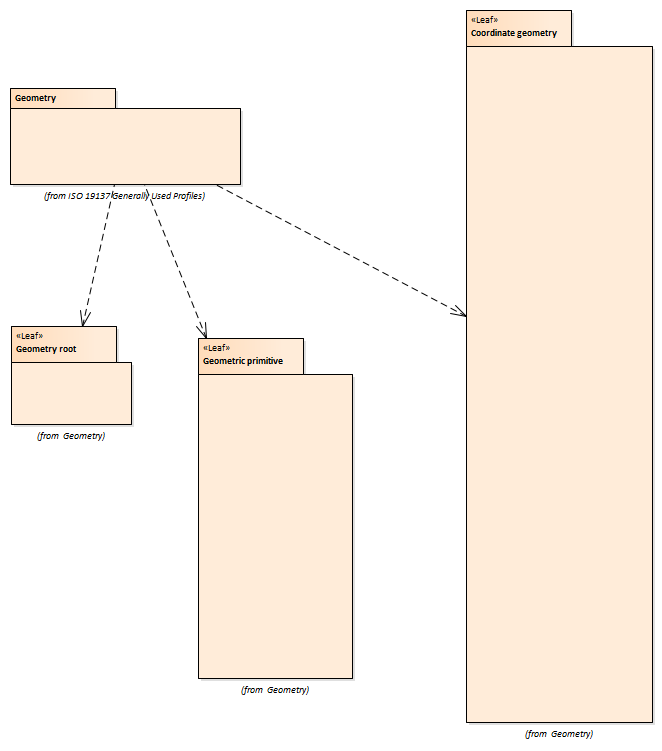 «Leaf»
Coordinate geometry
Geometry
(from ISO 19137 Generally Used Profiles)
«Leaf»
Geometry root
(from Geometry)
«Leaf»
Geometric primitive
(from Geometry)
(from Geometry)